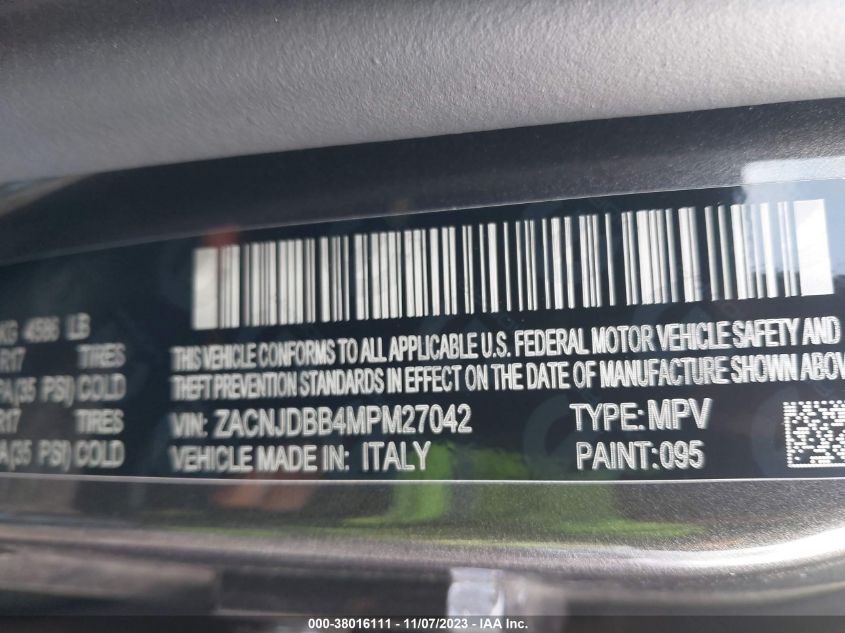 KG 4586 LB
R17 TIRES
PA(35 PSI) COLD
R17 TIRES
A(35 PSI) COLD
THIS VEHICLE CONFORMS TO ALL APPLICABLE U.S. FEDERAL MOTOR VEHICLE SAFETY AND
THEFT PREVENTION STANDARDS IN EFFECT ON THE DATE OF MANUFACTURE SHOWN ABOV
VIN: ZACNJDBB4MPM27042 TYPE: MPV
VEHICLE MADE IN: ITALY PAINT:095
000-38016111 - 11/07/2023 - IAA Inc.